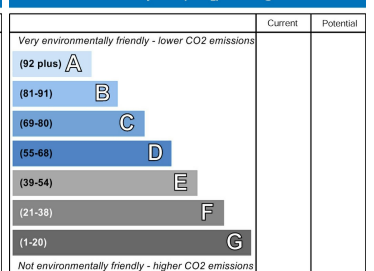 Current Potential
Very environmentally friendly - lower CO2 emissions
(92 plus) A
(81-91) B
(69-80) C
(55-68) D
(39-54) E
(21-38) F
(1-20) G
Not environmentally friendly - higher CO2 emissions